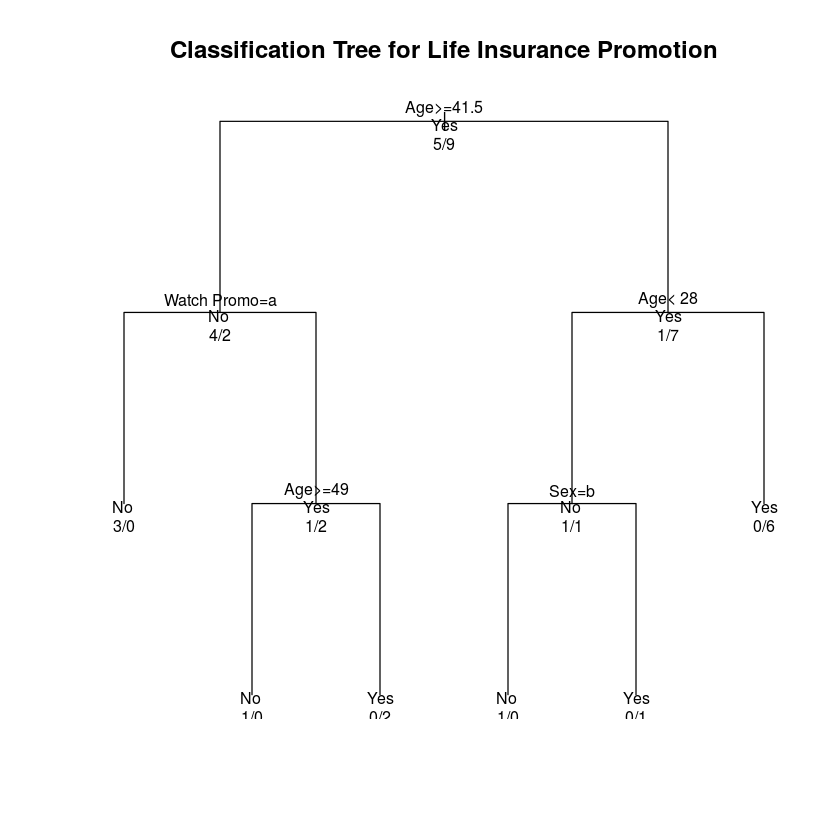 Classification Tree for Life Insurance Promotion
Age>=41.5
Yes
5/9
Watch Promo=a
No
4/2
Age< 28
Yes
1/7
No
3/0
Age>=49
Yes
1/2
Sex=b
No
1/1
Yes
0/6
No
1/0
Yes
0/2
No
1/0
Yes
0/1